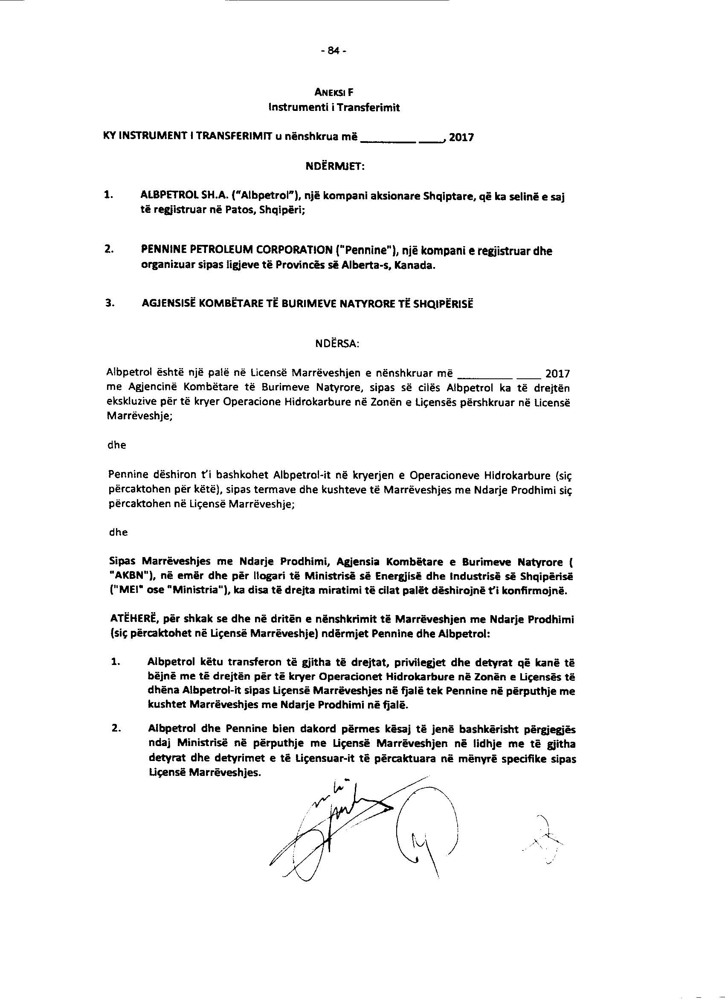 - 84 -
ANEKSI F
Instrumenti i Transferimit
KY INSTRUMENT I TRANSFERIMIT u nënshkrua më _________ ____, 2017
NDËRMJET:
1. ALBPETROL SH.A. ("Albpetrol"), një kompani aksionare Shqiptare, që ka selinë e saj
të regjistruar në Patos, Shqipëri;
2. PENNINE PETROLEUM CORPORATION ("Pennine"), një kompani e regjistruar dhe
organizuar sipas ligjeve të Provincës së Alberta-s, Kanada.
3. AGJENSISË KOMBËTARE TË BURIMEVE NATYRORE TË SHQIPËRISË
NDËRSA:
Albpetrol është një palë në Licensë Marrëveshjen e nënshkruar më _________ ____ 2017
me Agjencinë Kombëtare të Burimeve Natyrore, sipas së cilës Albpetrol ka të drejtën
ekskluzive për të kryer Operacione Hidrokarbure në Zonën e Liçensës përshkruar në Licensë
Marrëveshje;
dhe
Pennine dëshiron t'i bashkohet Albpetrol-it në kryerjen e Operacioneve Hidrokarbure (siç
përcaktohen për këtë), sipas termave dhe kushteve të Marrëveshjes me Ndarje Prodhimi siç
përcaktohen në Liçensë Marrëveshje;
dhe
Sipas Marrëveshjes me Ndarje Prodhimi, Agjensia Kombëtare e Burimeve Natyrore (
"AKBN"), në emër dhe për llogari të Ministrisë së Energjisë dhe Industrisë së Shqipërisë
("MEI" ose "Ministria"), ka disa të drejta miratimi të cilat palët dëshirojnë t'i konfirmojnë.
ATËHERË, për shkak se dhe në dritën e nënshkrimit të Marrëveshjen me Ndarje Prodhimi
(siç përcaktohet në Liçensë Marrëveshje) ndërmjet Pennine dhe Albpetrol:
1. Albpetrol këtu transferon të gjitha të drejtat, privilegjet dhe detyrat që kanë të
bëjnë me të drejtën për të kryer Operacionet Hidrokarbure në Zonën e Liçensës të
dhëna Albpetrol-it sipas Liçensë Marrëveshjes në fjalë tek Pennine në përputhje me
kushtet Marrëveshjes me Ndarje Prodhimi në fjalë.
2. Albpetrol dhe Pennine bien dakord përmes kësaj të jenë bashkërisht përgjegjës
ndaj Ministrisë në përputhje me Liçensë Marrëveshjen në lidhje me të gjitha
detyrat dhe detyrimet e të Liçensuar-it të përcaktuara në mënyrë specifike sipas
Liçensë Marrëveshjes.